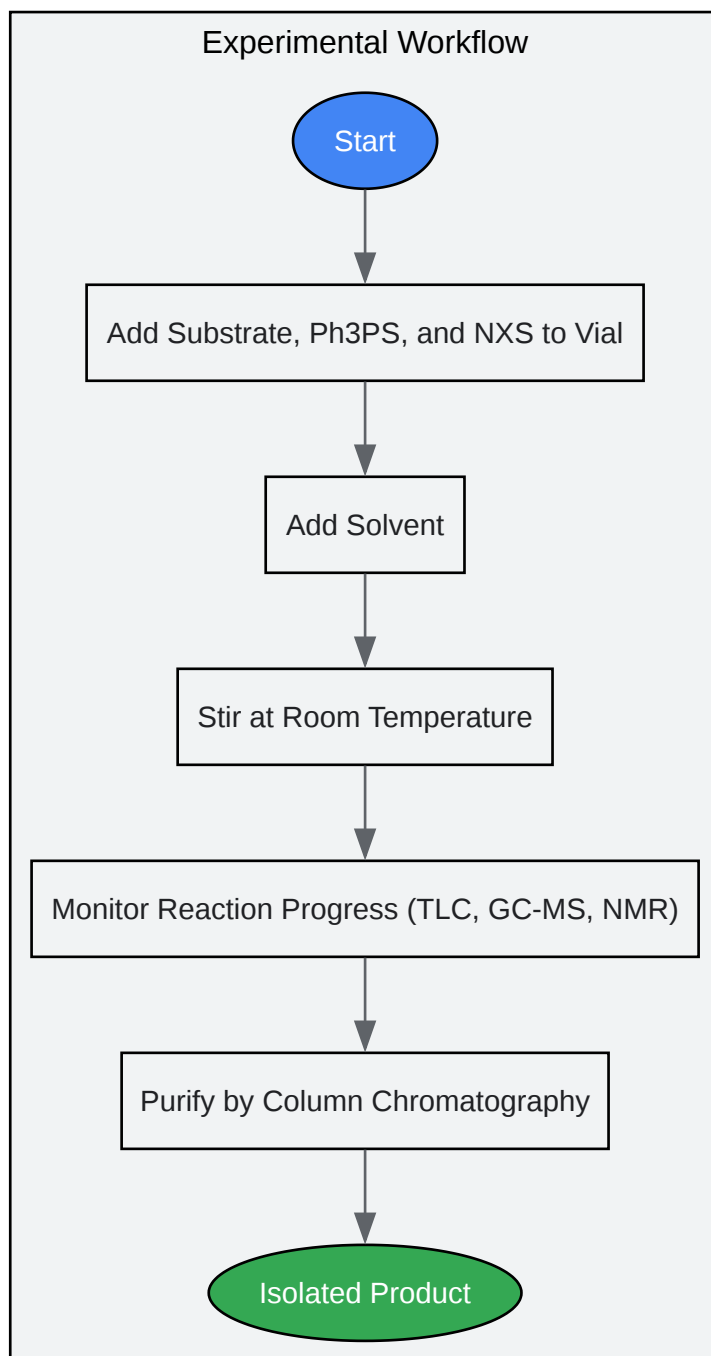 Experimental Workflow
Start
Add Substrate, Ph3PS, and NXS to Vial
Add Solvent
Stir at Room Temperature
Monitor Reaction Progress (TLC, GC-MS, NMR)
Purify by Column Chromatography
Isolated Product